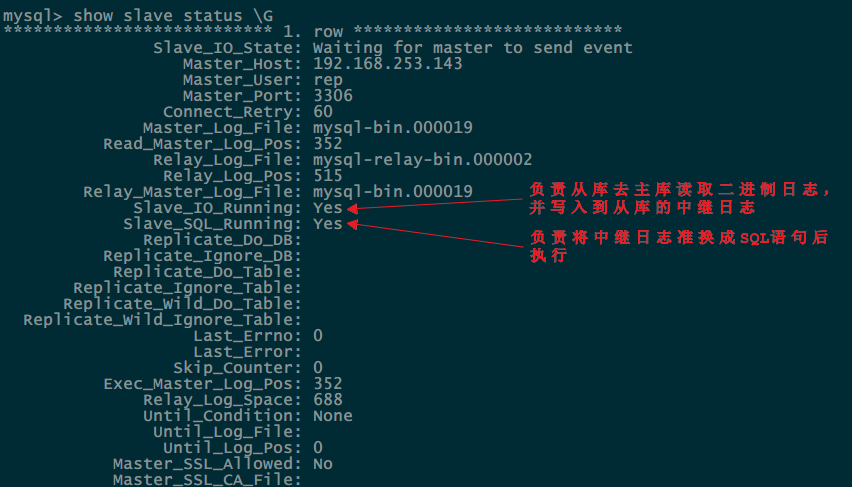 mysql> show slave status \G
*************************** 1. row ***************************
Slave_IO_State: Waiting for master to send event
Master_Host: 192.168.253.143
Master_User: rep
Master_Port: 3306
Connect_Retry: 60
Master_Log_File: mysql-bin.000019
Read_Master_Log_Pos: 352
Relay_Log_File: mysql-relay-bin.000002
Relay_Log_Pos: 515
Relay_Master_Log_File: mysql-bin.000019
Slave_IO_Running: Yes
负责从库去主库读取二进制日志，
并写入到从库的中继日志
Slave_SQL_Running: Yes
负责将中继日志准换成SQL语句后
执行
Replicate_Do_DB:
Replicate_Ignore_DB:
Replicate_Do_Table:
Replicate_Ignore_Table:
Replicate_Wild_Do_Table:
Replicate_Wild_Ignore_Table:
Last_Errno: 0
Last_Error:
Skip_Counter: 0
Exec_Master_Log_Pos: 352
Relay_Log_Space: 688
Until_Condition: None
Until_Log_File:
Until_Log_Pos: 0
Master_SSL_Allowed: No
Master_SSL_CA_File: